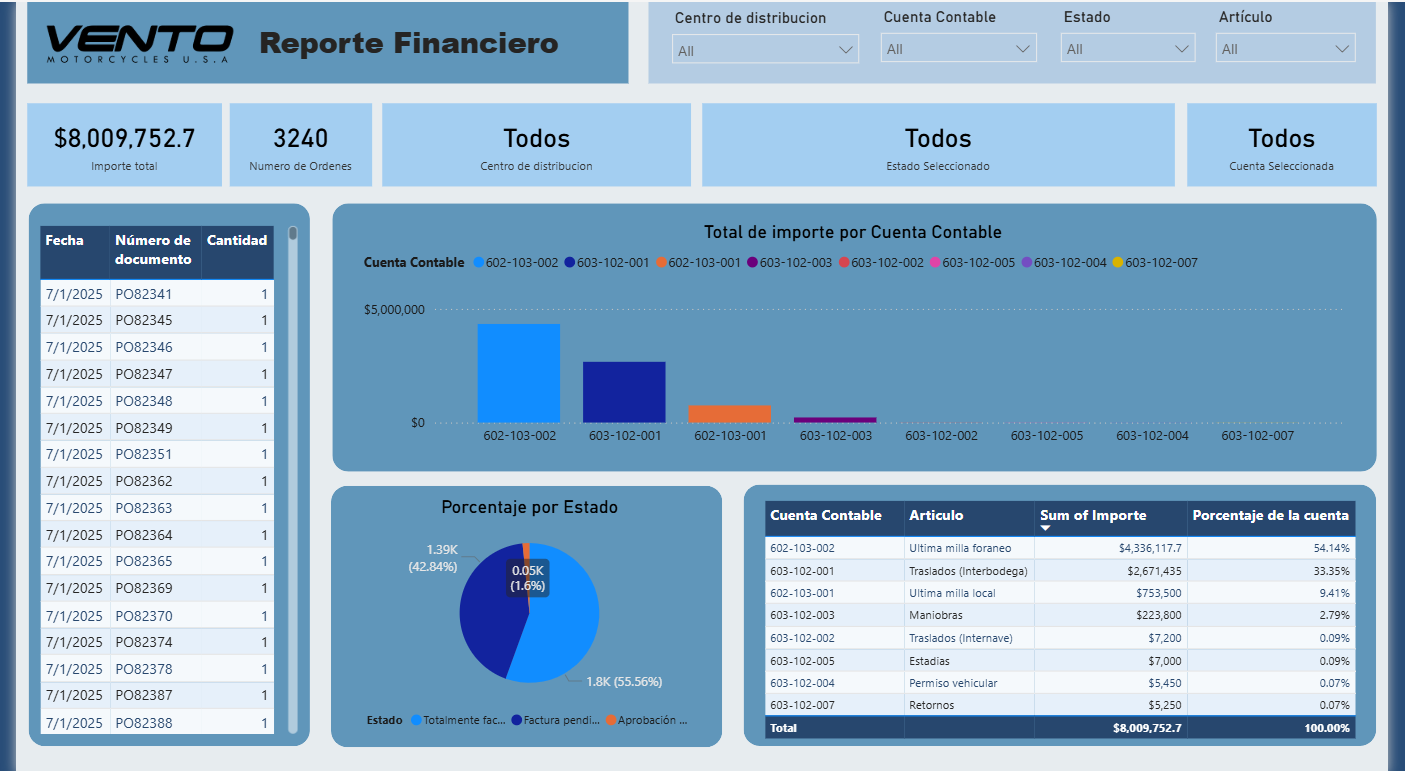 VENTO
MOTORCYCLES U.S.A
Reporte Financiero
Centro de distribucion
All
Cuenta Contable
All
Estado
All
Artículo
All
$8,009,752.7
Importe total
3240
Numero de Ordenes
Todos
Centro de distribucion
Todos
Estado Seleccionado
Todos
Cuenta Seleccionada
Fecha Número de documento Cantidad
7/1/2025 PO82341 1
7/1/2025 PO82345 1
7/1/2025 PO82346 1
7/1/2025 PO82347 1
7/1/2025 PO82348 1
7/1/2025 PO82349 1
7/1/2025 PO82351 1
7/1/2025 PO82362 1
7/1/2025 PO82363 1
7/1/2025 PO82364 1
7/1/2025 PO82365 1
7/1/2025 PO82369 1
7/1/2025 PO82370 1
7/1/2025 PO82374 1
7/1/2025 PO82378 1
7/1/2025 PO82387 1
7/1/2025 PO82388 1
Total de importe por Cuenta Contable
Cuenta Contable 602-103-002 603-102-001 602-103-001 603-102-003 603-102-002 603-102-005 603-102-004 603-102-007
$5,000,000
$0
602-103-002 603-102-001 602-103-001 603-102-003 603-102-002 603-102-005 603-102-004 603-102-007
Porcentaje por Estado
1.39K
(42.84%)
0.05K
(1.6%)
1.8K (55.56%)
Estado Totalmente fac... Factura pendi... Aprobación ...
Cuenta Contable Articulo Sum of Importe Porcentaje de la cuenta
602-103-002 Ultima milla foraneo $4,336,117.7 54.14%
603-102-001 Traslados (Interbodega) $2,671,435 33.35%
602-103-001 Ultima milla local $753,500 9.41%
603-102-003 Maniobras $223,800 2.79%
603-102-002 Traslados (Internave) $7,200 0.09%
603-102-005 Estadias $7,000 0.09%
603-102-004 Permiso vehicular $5,450 0.07%
603-102-007 Retornos $5,250 0.07%
Total $8,009,752.7 100.00%